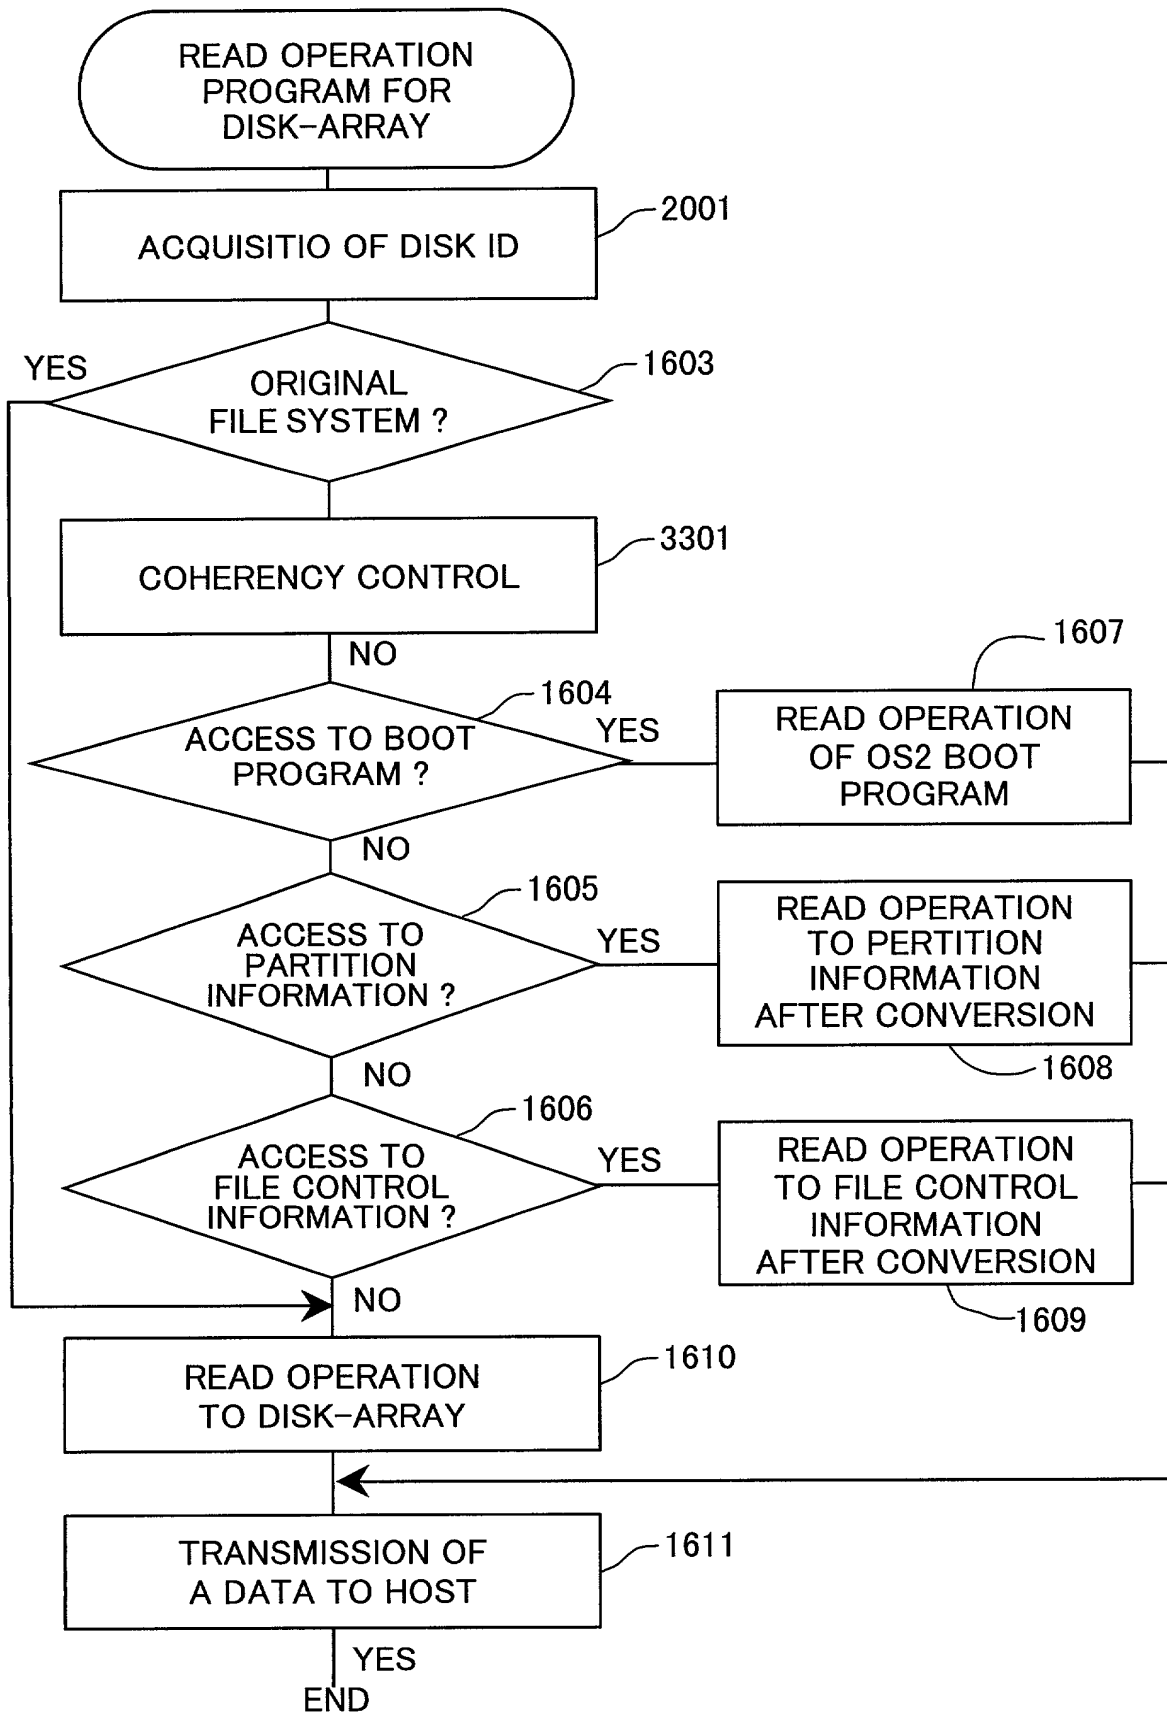 READ OPERATION
PROGRAM FOR
DISK-ARRAY
2001
ACQUISITIO OF DISK ID
YES
1603
ORIGINAL
FILE SYSTEM ?
3301
COHERENCY CONTROL
NO
1607
1604
ACCESS TO BOOT
PROGRAM ?
YES
READ OPERATION
OF OS2 BOOT
PROGRAM
NO
1605
ACCESS TO
PARTITION
INFORMATION ?
YES
READ OPERATION
TO PERTITION
INFORMATION
AFTER CONVERSION
1608
NO
1606
ACCESS TO
FILE CONTROL
INFORMATION ?
YES
READ OPERATION
TO FILE CONTROL
INFORMATION
AFTER CONVERSION
1609
NO
1610
READ OPERATION
TO DISK-ARRAY
1611
TRANSMISSION OF
A DATA TO HOST
YES
END